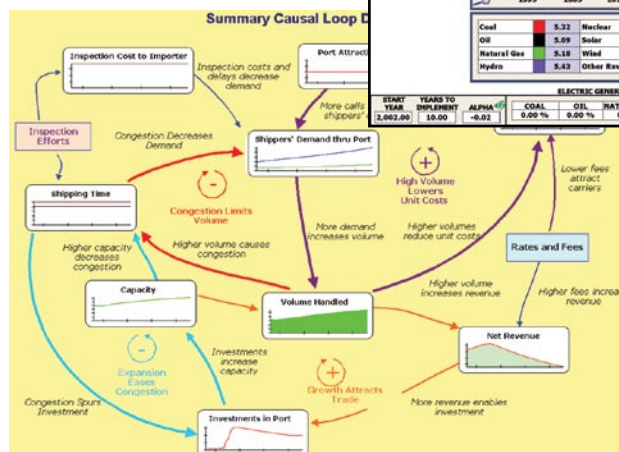 Summary Causal Loop
Inspection Cost to Importer
Inspection costs and
delays decrease
demand
Port
More calls
Inspection
Efforts
Congestion Decreases
Demand
Shippers' Demand thru Port
Shipping Time
-
Congestion Limits
Volume
+
High Volume
Lowers
Unit Costs
Lower fees
attract
carriers
Higher capacity
decreases
congestion
Higher volume causes
congestion
More demand
increases volume
Higher volumes
reduce unit costs
Rates and Fees
Capacity
Volume Handled
Higher volume
increases revenue
Higher fees
revenue
Net Revenue
-
Expansion
Eases
Congestion
Investments
increase
capacity
+
Growth Attracts
Trade
Congestion Spurs
Investment
Investments in Port
More revenue enables
investment
Coal 5.32 Nuclear
Oil 5.09 Solar
Natural Gas 5.18 Wind
Hydro 5.43 Other
ELECTRIC
START
YEAR
2,002.00
YEARS TO
IMPLEMENT
10.00
ALPHA
-0.02
COAL
0.00 %
OIL
0.00 %